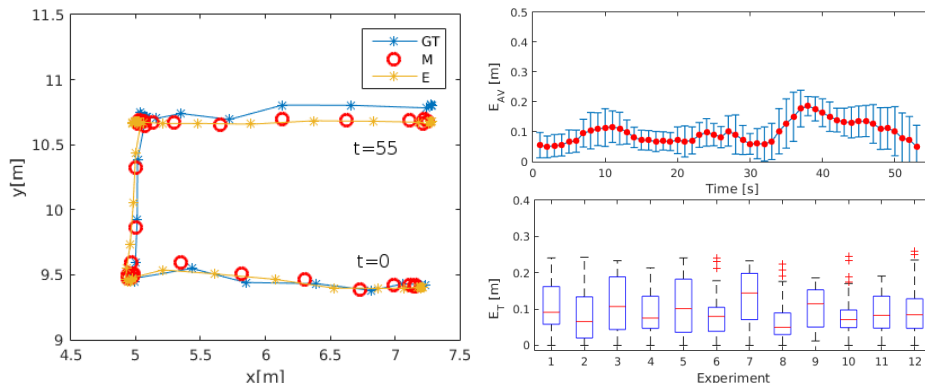 11.5
11
10.5
10
9.5
9
y[m]
4.5 5 5.5 6 6.5 7 7.5
x[m]
GT
M
E
t=55
t=0
0.5
0.4
0.3
0.2
0.1
0
E_AV [m]
0 10 20 30 40 50
Time [s]
0.4
0.3
0.2
0.1
0
E_T [m]
1 2 3 4 5 6 7 8 9 10 11 12
Experiment